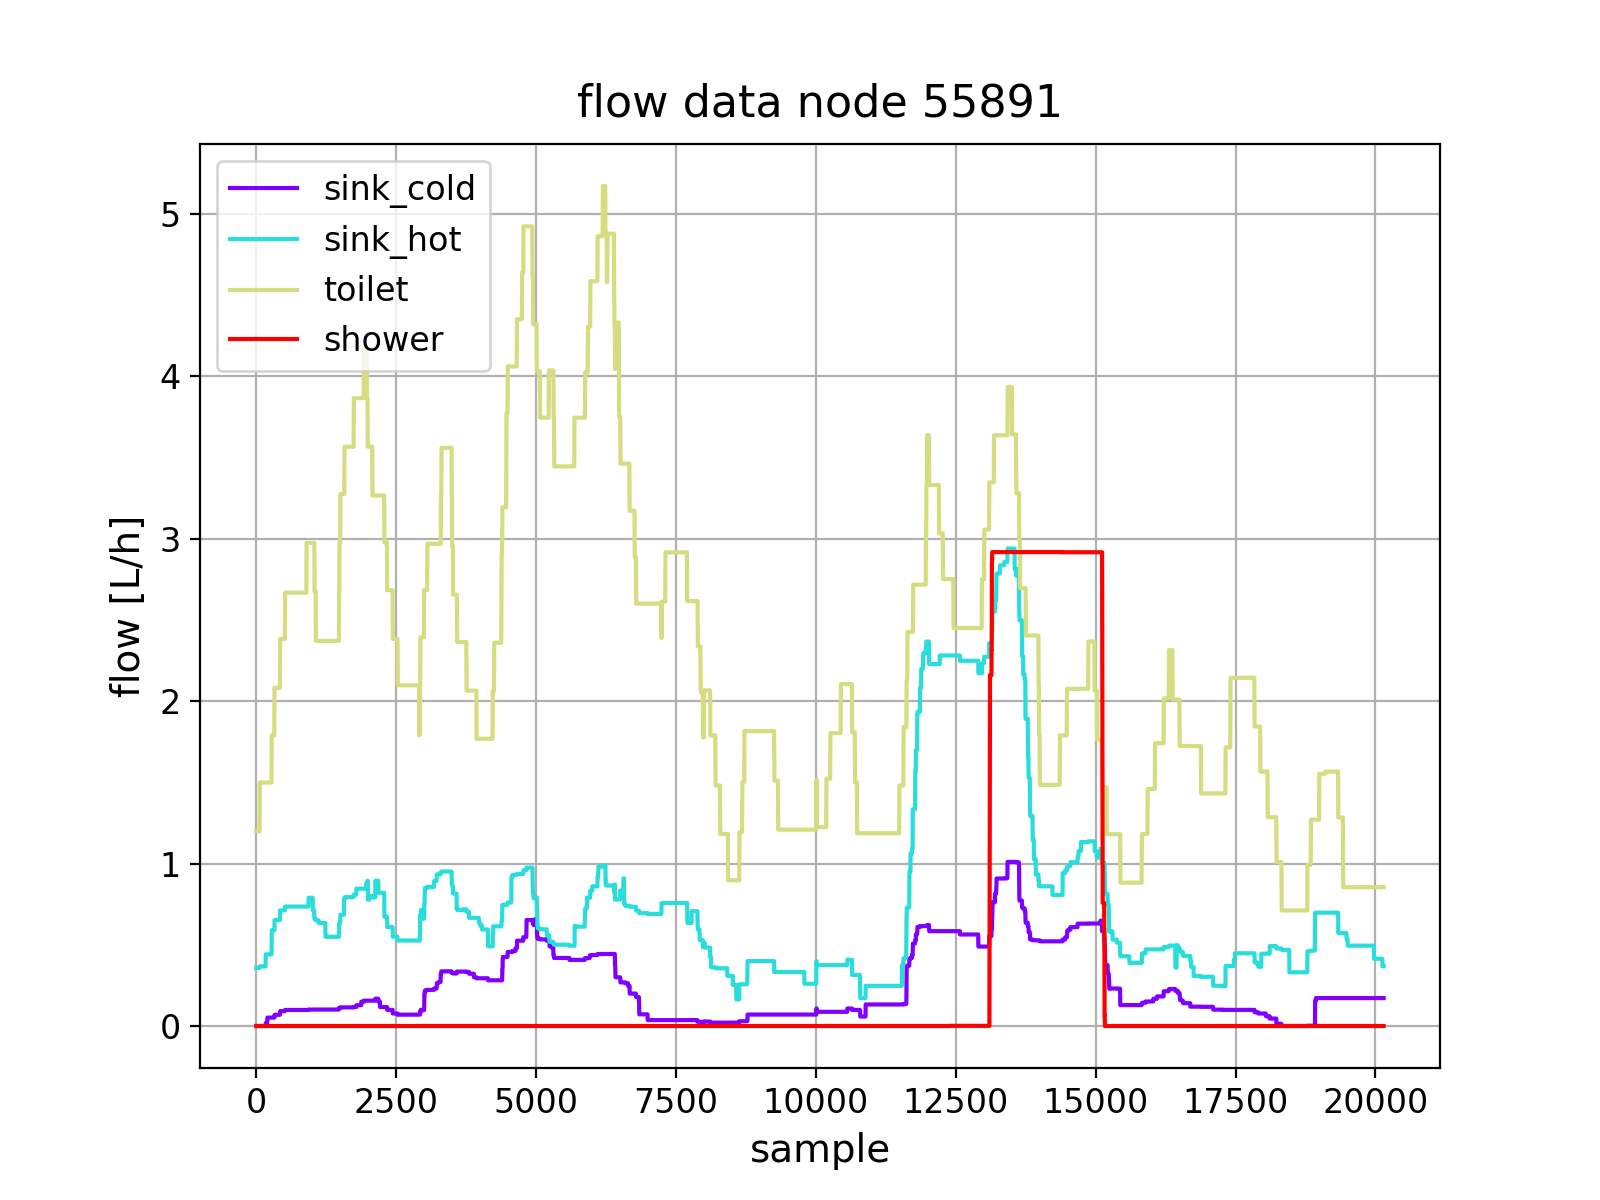 flow data node 55891
sink_cold
sink_hot
toilet
shower
flow [L/h]
5
4
3
2
1
0
0 2500 5000 7500 10000 12500 15000 17500 20000
sample